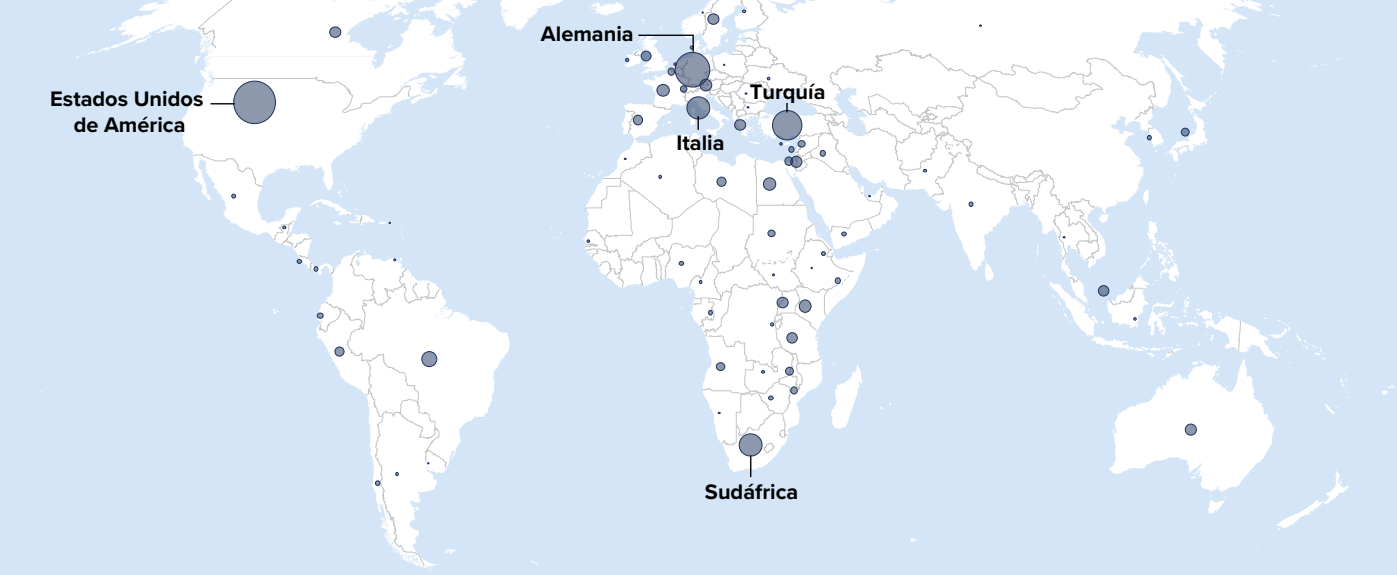 Alemania
Estados Unidos
de América
Turquía
Italia
Sudáfrica